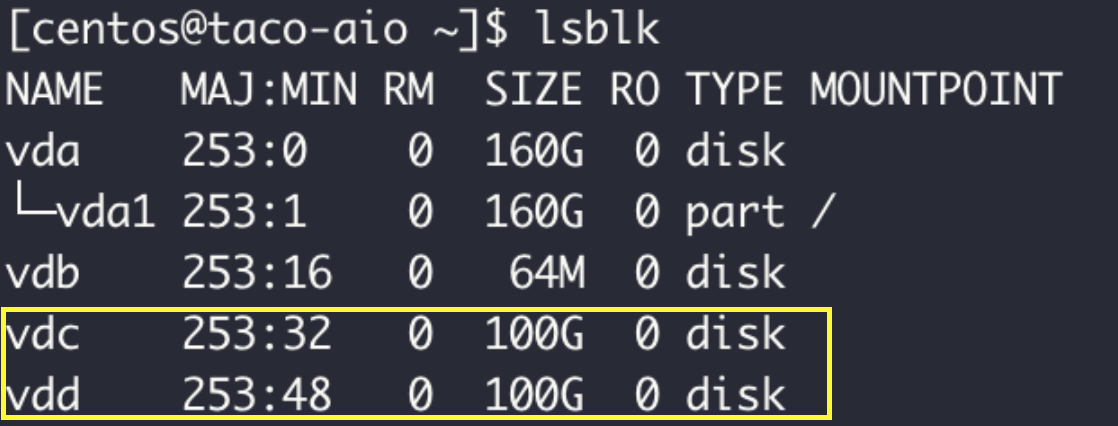 [centos@taco-aio ~]$ lsblk
NAME   MAJ:MIN RM  SIZE RO TYPE MOUNTPOINT
vda    253:0    0  160G  0 disk
└─vda1 253:1    0  160G  0 part /
vdb    253:16   0   64M  0 disk
vdc    253:32   0  100G  0 disk
vdd    253:48   0  100G  0 disk